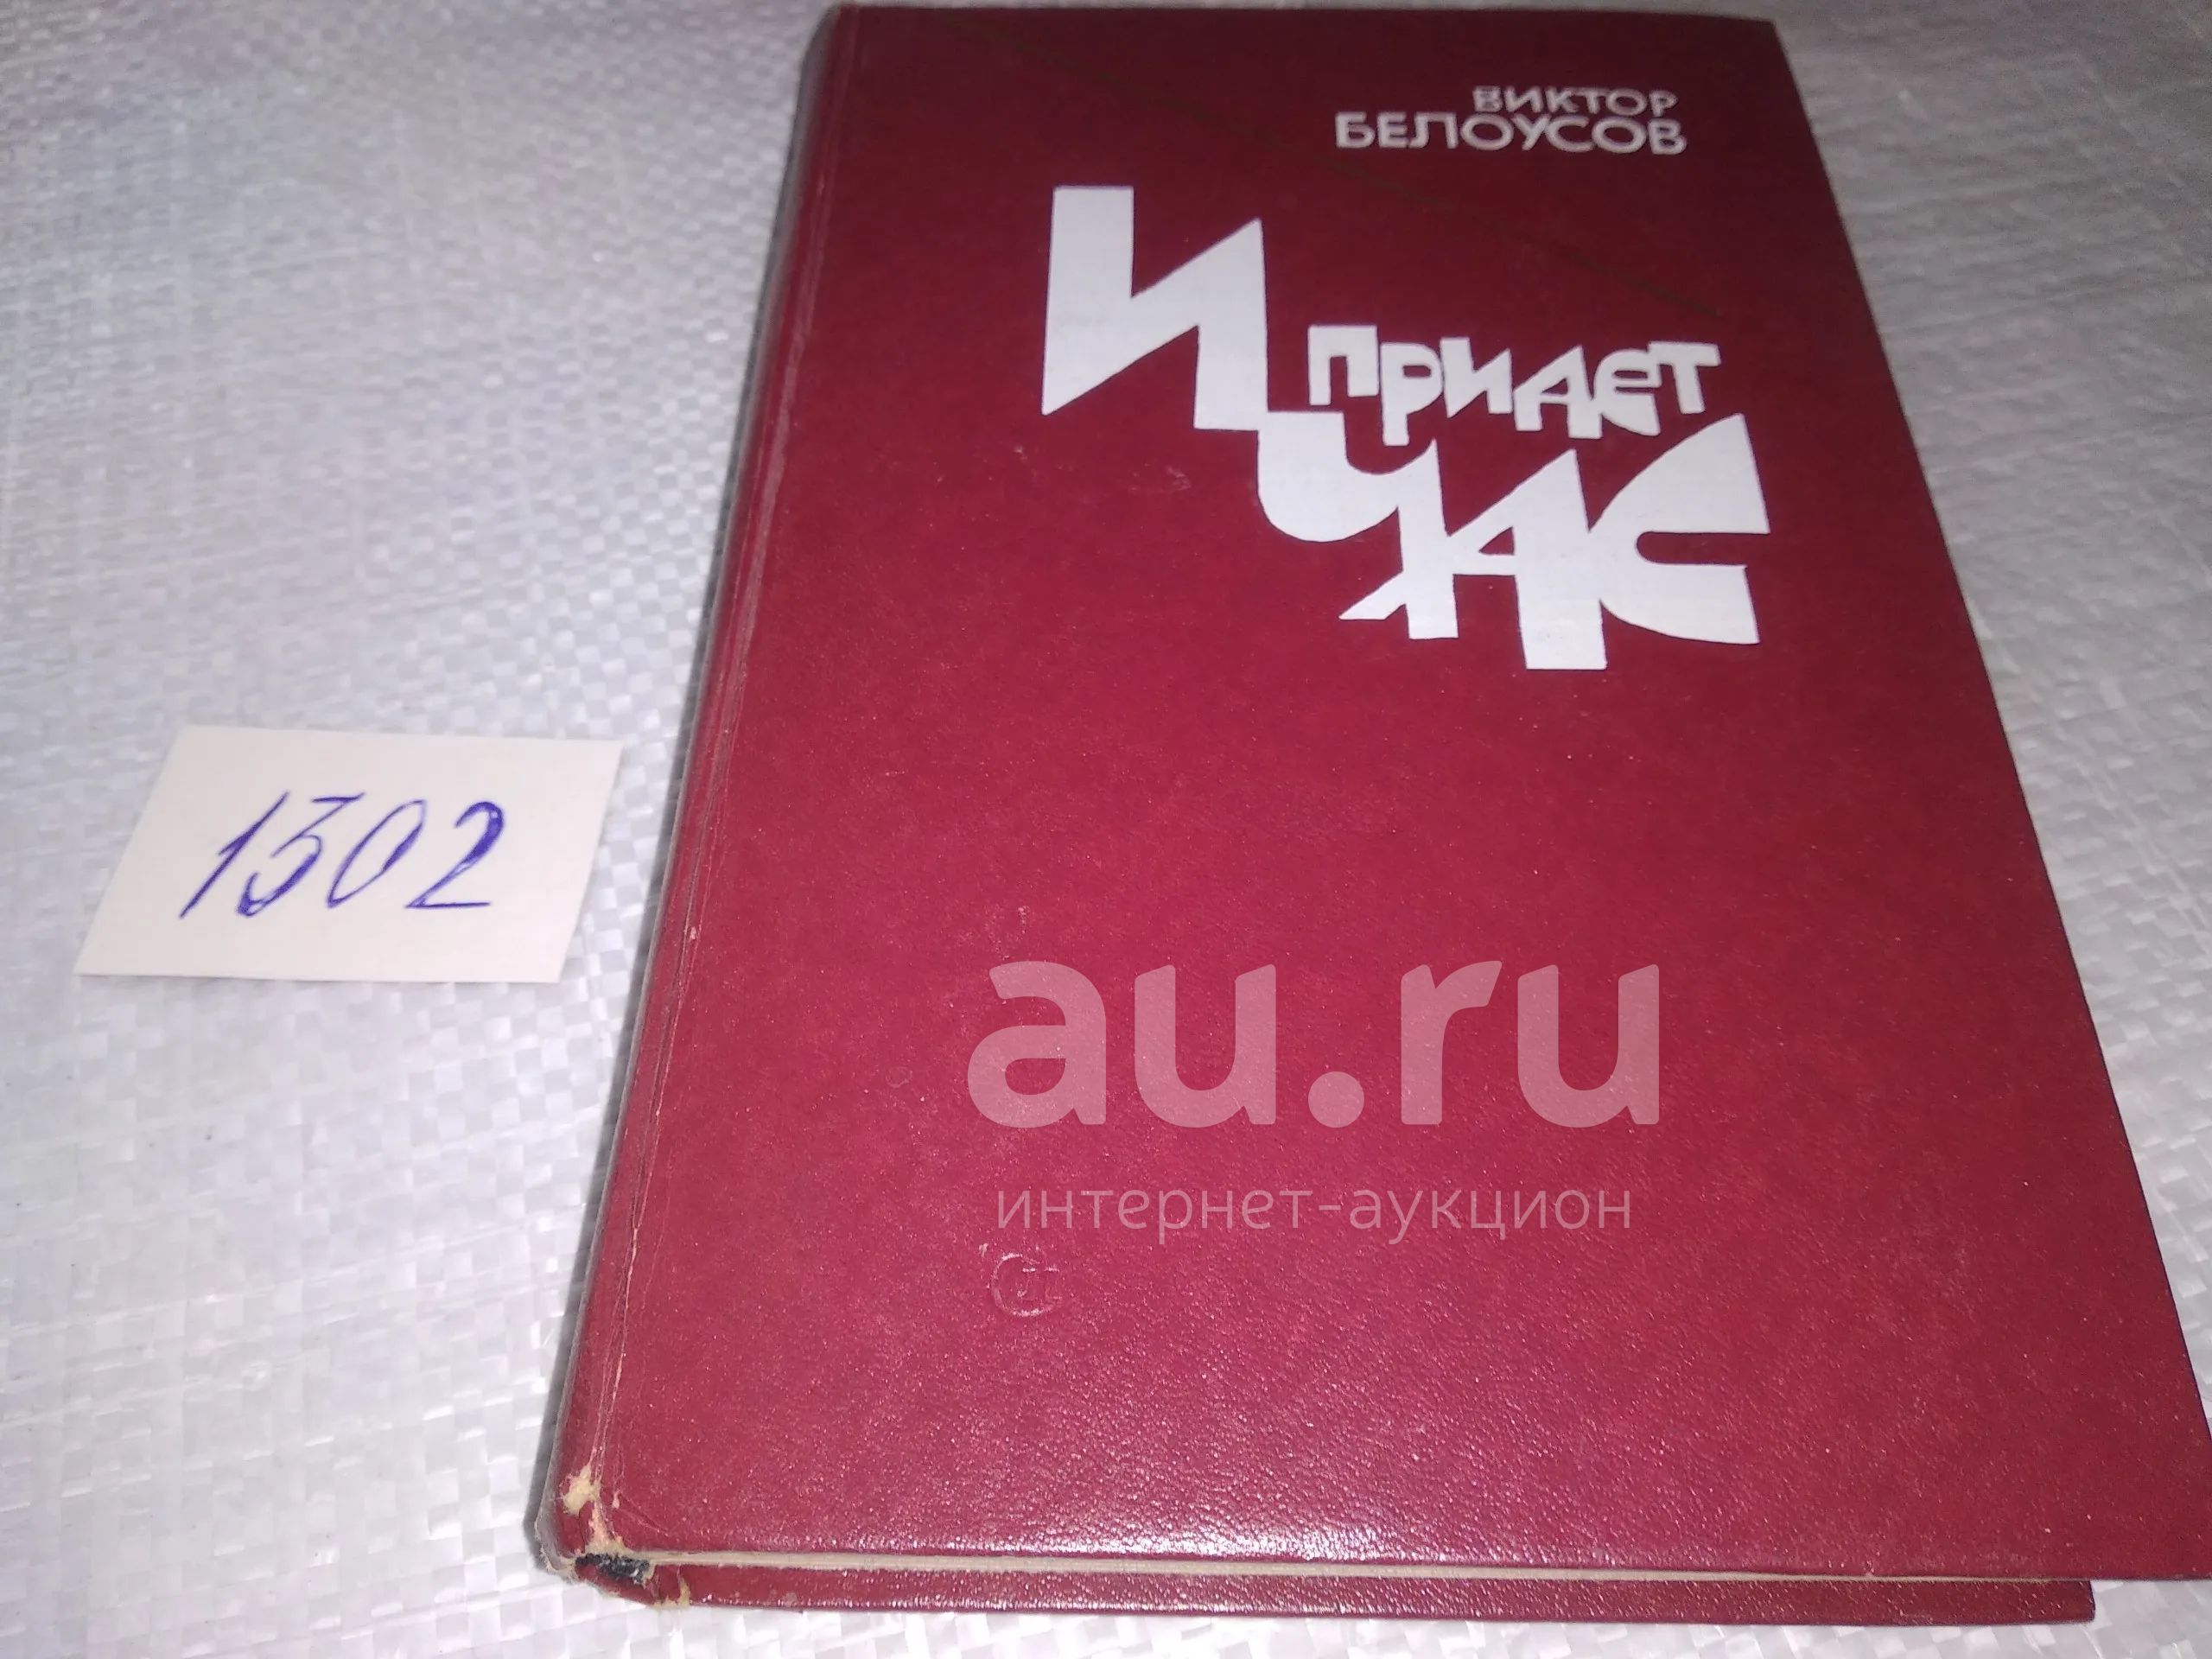 ВИКТОР
БЕЛОУСОВ
И ПРИДЕТ
ЧАС
1302
au.ru
интернет-аукцион